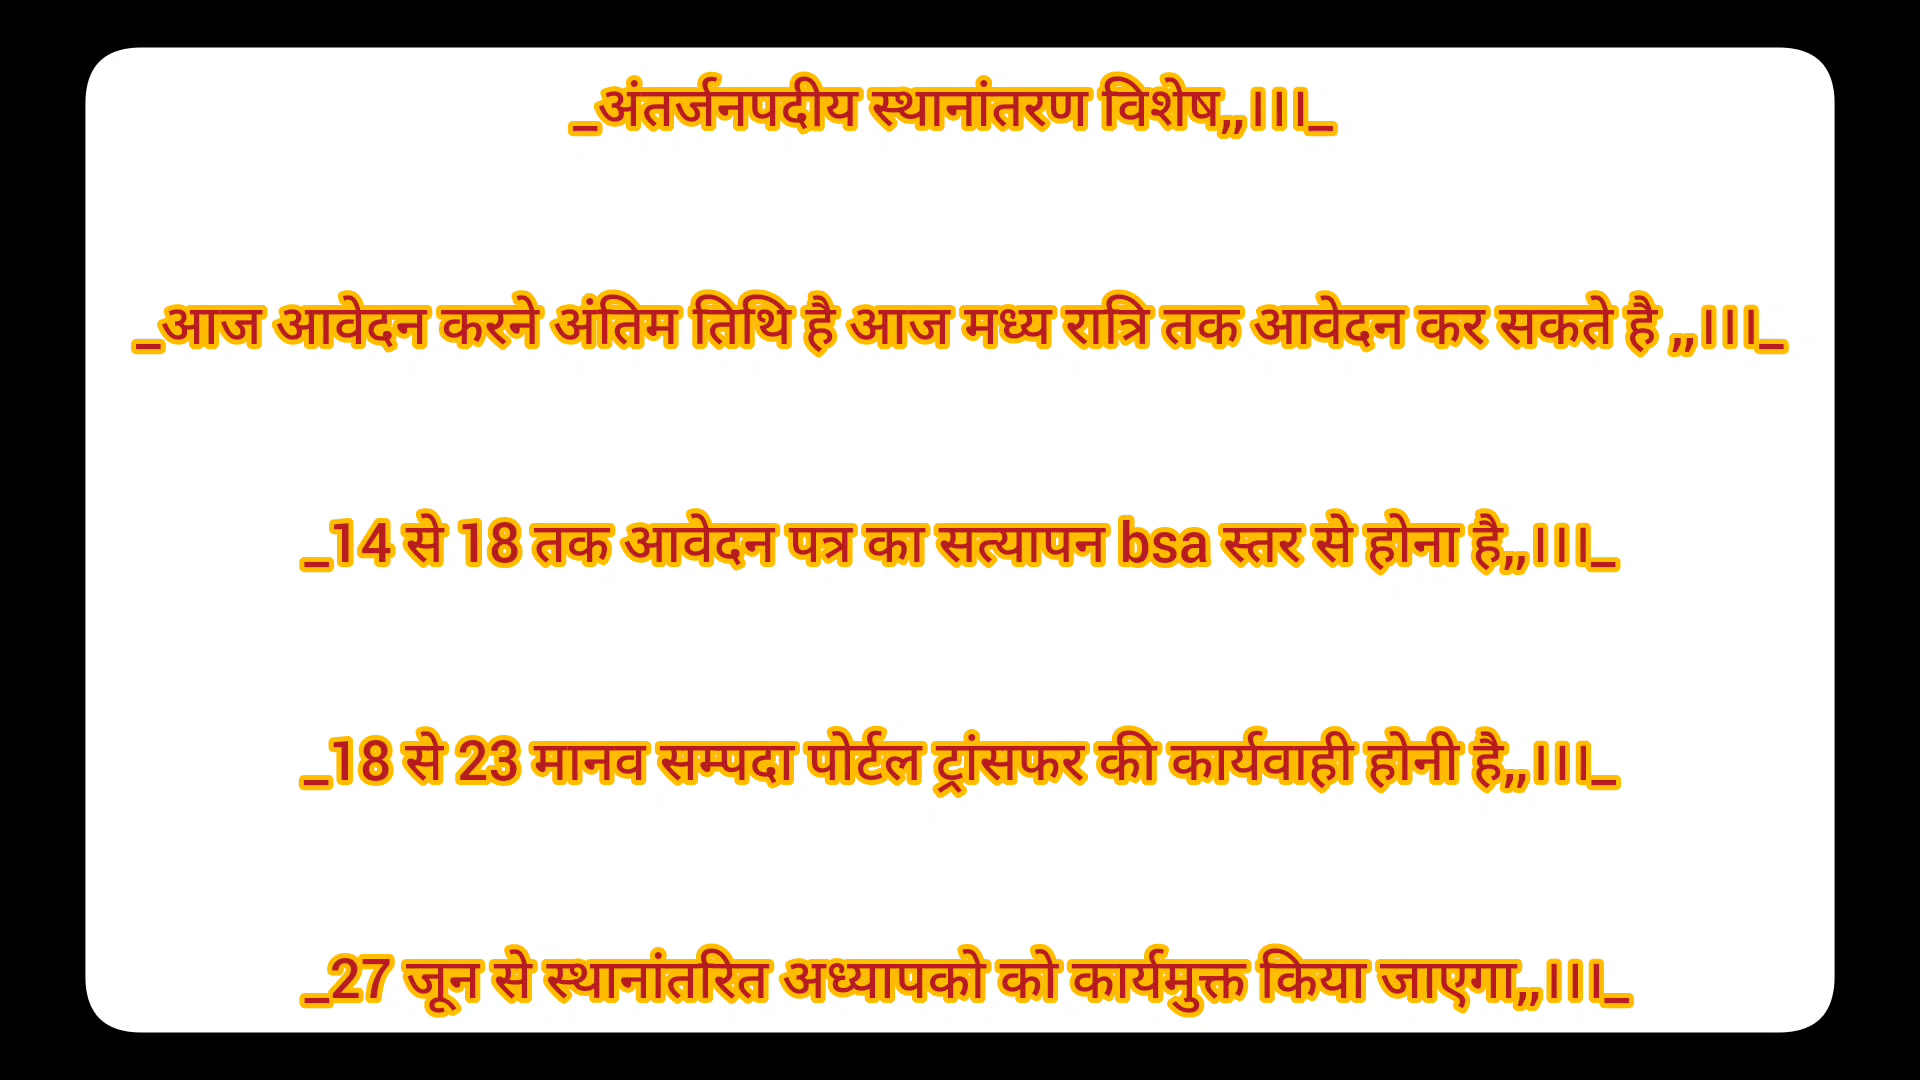 _अंतर्जनपदीय स्थानांतरण विशेष,,।।।_
_आज आवेदन करने अंतिम तिथि है आज मध्य रात्रि तक आवेदन कर सकते है ,,।।।_
_14 से 18 तक आवेदन पत्र का सत्यापन bsa स्तर से होना है,,।।।_
_18 से 23 मानव सम्पदा पोर्टल ट्रांसफर की कार्यवाही होनी है,,।।।_
_27 जून से स्थानांतरित अध्यापको को कार्यमुक्त किया जाएगा,,।।।_